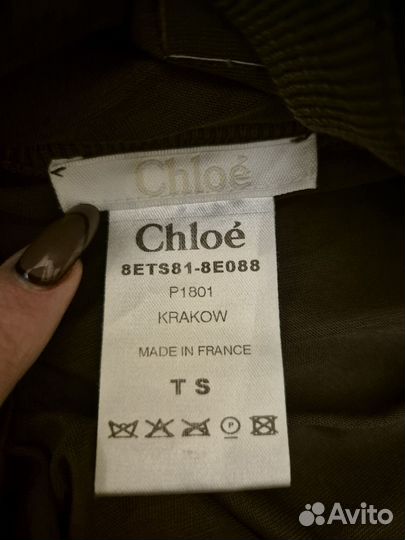 Chloé
Chloé
8ETS81-8E088
P1801
KRAKOW
MADE IN FRANCE
T S
P
Avito